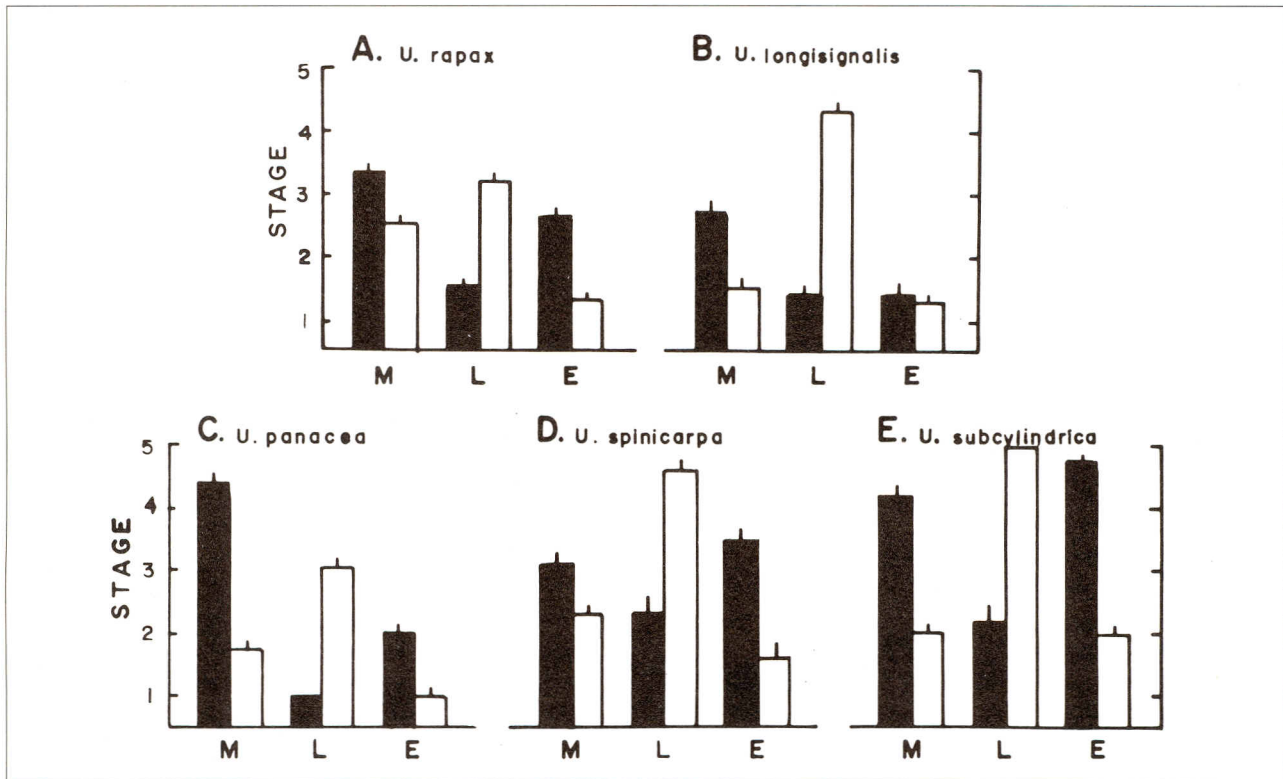 A. U. rapax
B. U. longisignalis
STAGE
5
4
3
2
1
M L E
M L E
C. U. panacea
D. U. spinicarpa
E. U. subcylindrica
STAGE
5
4
3
2
1
M L E
M L E
M L E